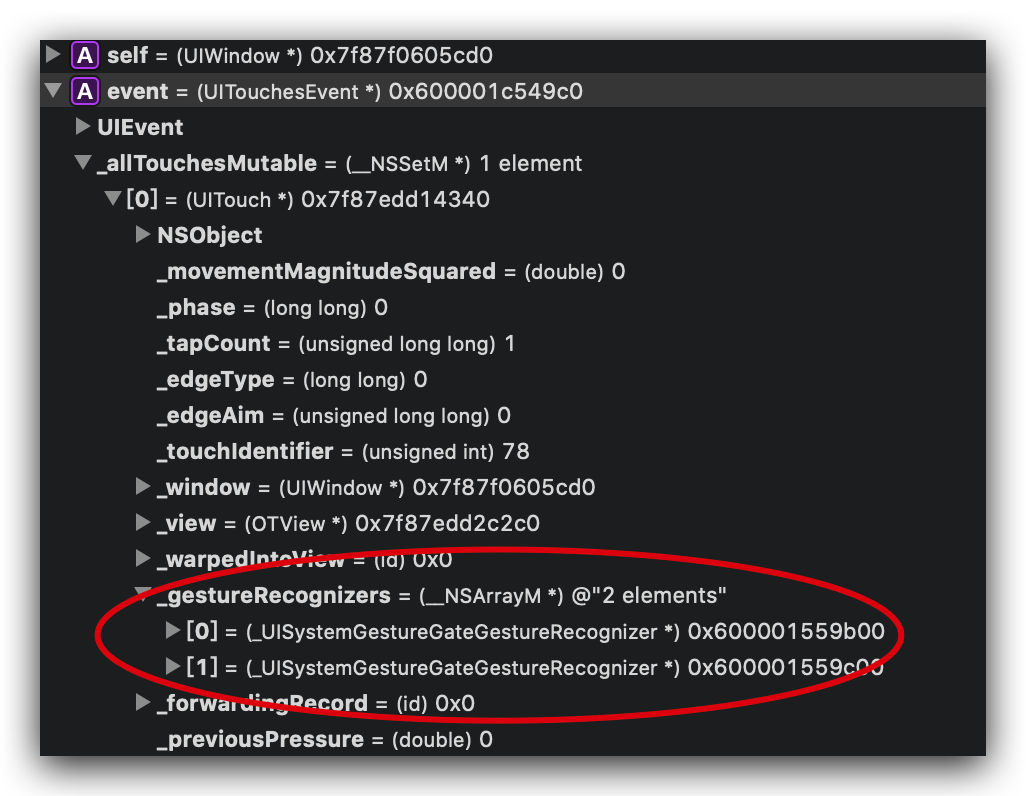 A self = (UIWindow *) 0x7f87f0605cd0
A event = (UITouchesEvent *) 0x600001c549c0
UIEvent
_allTouchesMutable = (__NSSetM *) 1 element
[0] = (UITouch *) 0x7f87edd14340
NSObject
_movementMagnitudeSquared = (double) 0
_phase = (long long) 0
_tapCount = (unsigned long long) 1
_edgeType = (long long) 0
_edgeAim = (unsigned long long) 0
_touchIdentifier = (unsigned int) 78
_window = (UIWindow *) 0x7f87f0605cd0
_view = (OTView *) 0x7f87edd2c2c0
_warpedIntoView = (id) 0x0
_gestureRecognizers = (__NSArrayM *) @"2 elements"
[0] = (_UISystemGestureGateGestureRecognizer *) 0x600001559b00
[1] = (_UISystemGestureGateGestureRecognizer *) 0x600001559c00
_forwardingRecord = (id) 0x0
_previousPressure = (double) 0